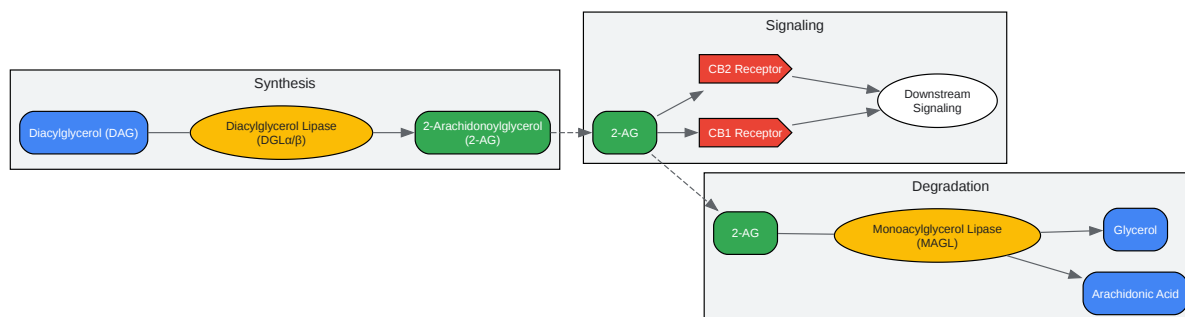 Signaling
CB2 Receptor
Synthesis
Downstream
Signaling
Diacylglycerol (DAG)
Diacylglycerol Lipase
(DGLα/β)
2-Arachidonoylglycerol
(2-AG)
2-AG
CB1 Receptor
Degradation
2-AG
Monoacylglycerol Lipase
(MAGL)
Glycerol
Arachidonic Acid